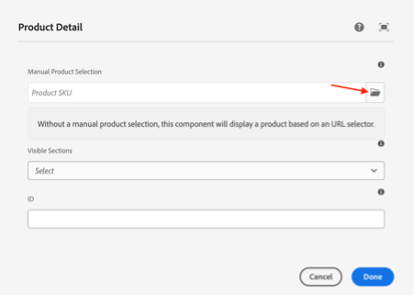 Product Detail
Manual Product Selection
Product SKU
Without a manual product selection, this component will display a product based on an URL selector.
Visible Sections
Select
ID
Cancel
Done